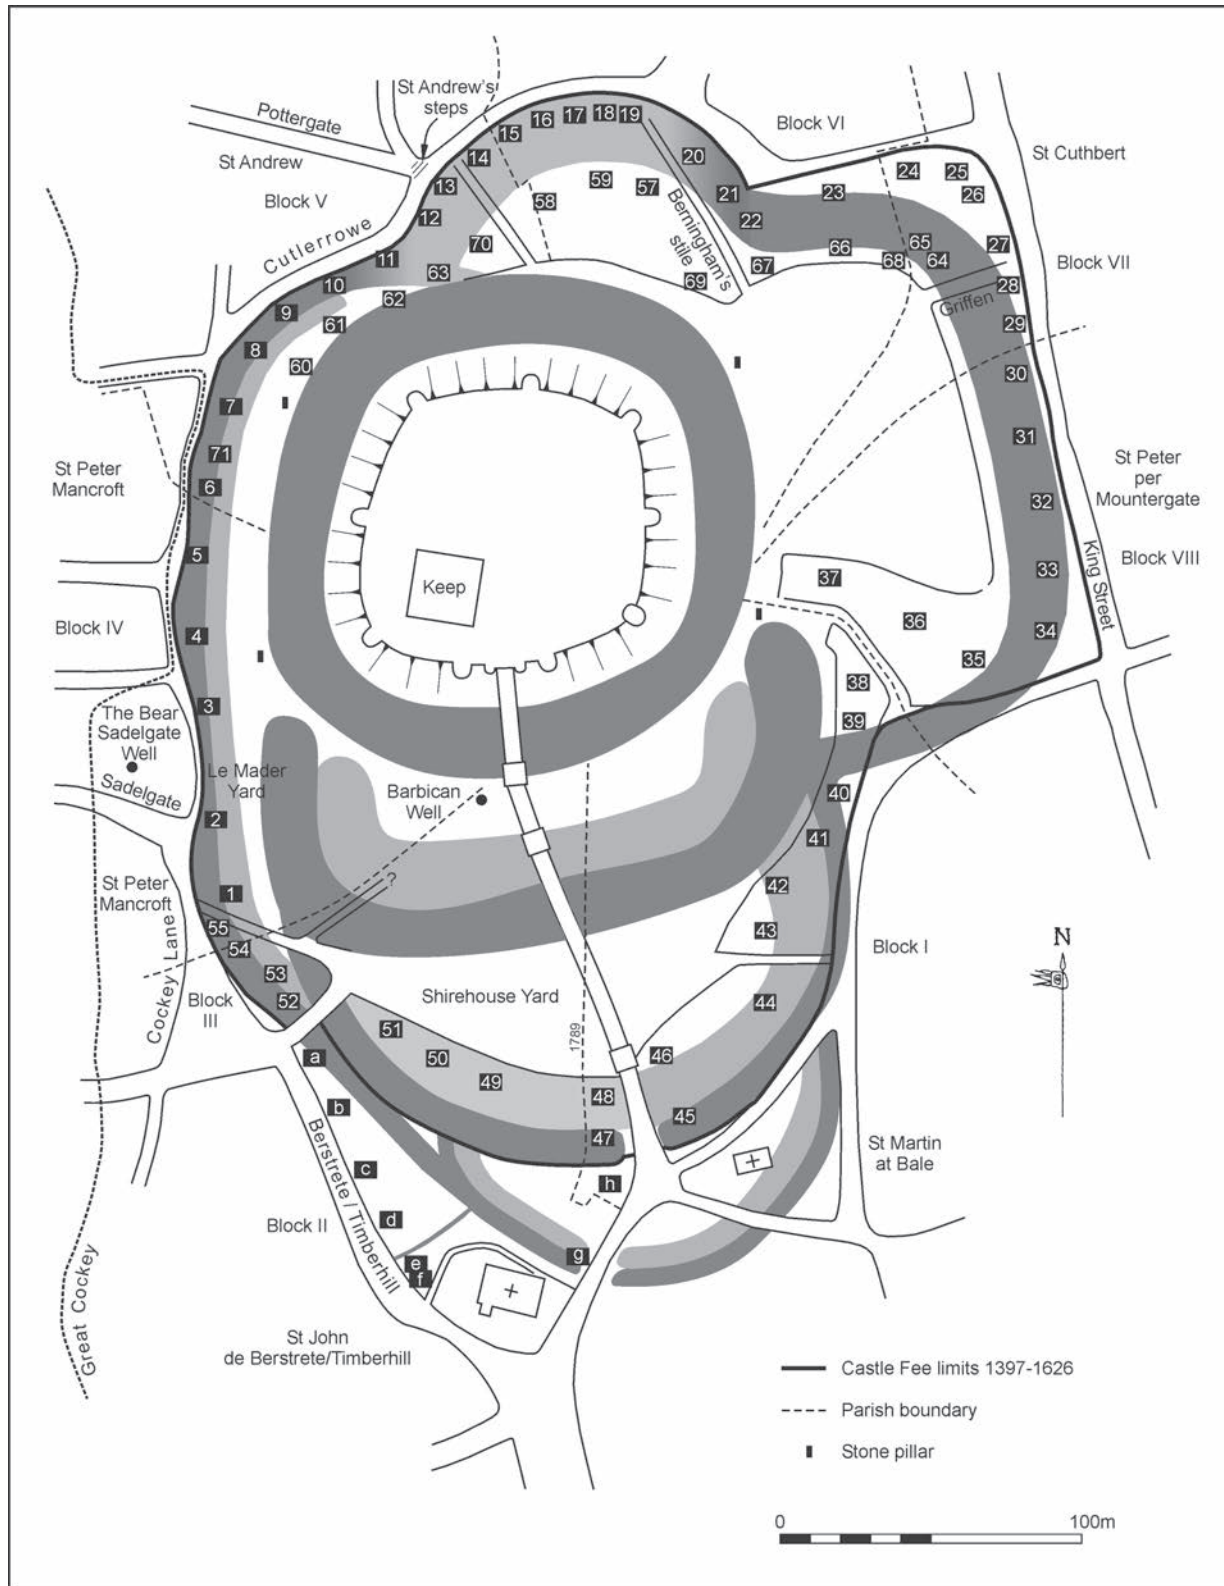 St Andrew's
steps
Pottergate
St Andrew
Block V
Cutlerrowe
Block VI
St Cuthbert
Block VII
16
17
18
19
15
14
13
12
11
10
9
8
20
21
22
23
24
25
26
27
28
29
30
31
32
33
34
35
36
37
38
39
40
41
42
43
44
45
46
47
48
49
50
51
52
53
54
55
57
58
59
60
61
62
63
64
65
66
67
68
69
70
71
7
6
5
4
3
2
1
Berningham's
stile
Griffen
St Peter
Mancroft
St Peter
per
Mountergate
King Street
Block VIII
Keep
Block IV
The Bear
Sadelgate
Well
Sadelgate
Le Mader
Yard
Barbican
Well
?
St Peter
Mancroft
Cockey Lane
Block
III
Shirehouse Yard
1789
Block I
N
a
b
c
d
e
f
g
h
Berstrete / Timberhill
Block II
St Martin
at Bale
Great Cockey
St John
de Berstrete/Timberhill
Castle Fee limits 1397-1626
Parish boundary
Stone pillar
0
100m